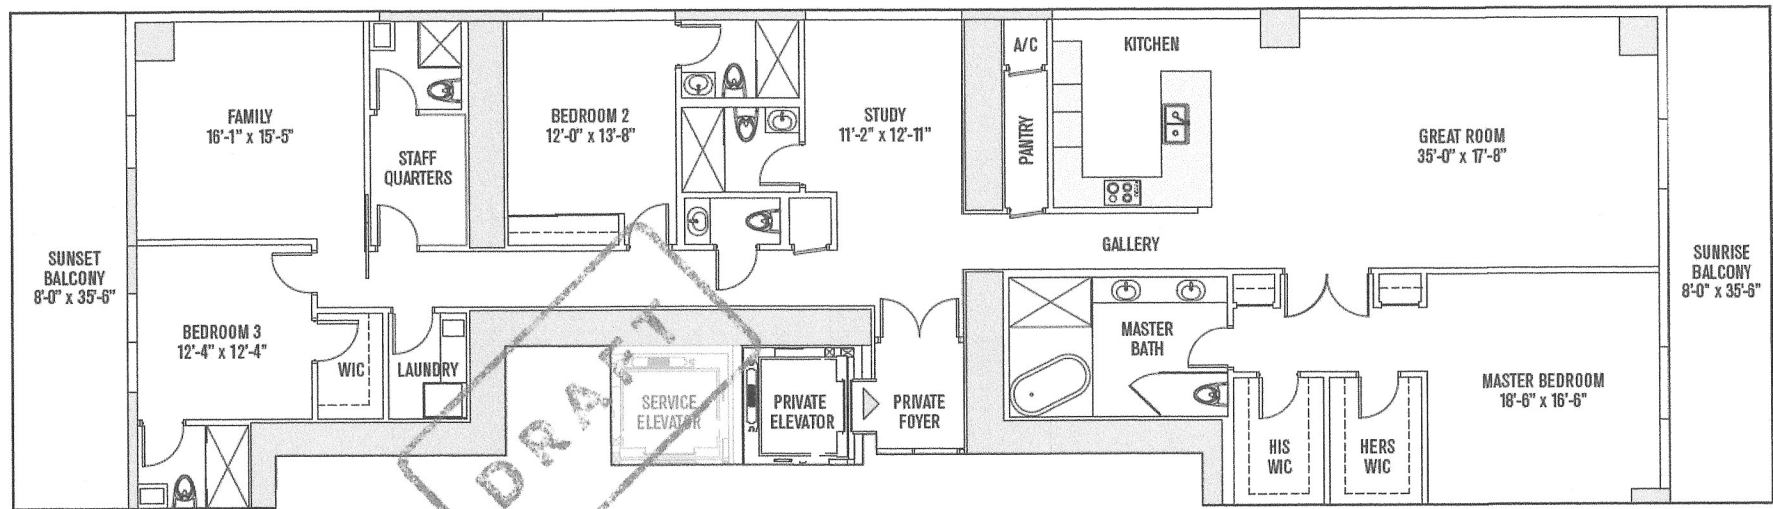 SUNSET
BALCONY
8'-0" x 35'-6"
FAMILY
16'-1" x 15'-5"
STAFF
QUARTERS
BEDROOM 2
12'-0" x 13'-8"
STUDY
11'-2" x 12'-11"
A/C
PANTRY
KITCHEN
GREAT ROOM
35'-0" x 17'-8"
GALLERY
SUNRISE
BALCONY
8'-0" x 35'-6"
BEDROOM 3
12'-4" x 12'-4"
WIC
LAUNDRY
SERVICE
ELEVATOR
PRIVATE
ELEVATOR
PRIVATE
FOYER
MASTER
BATH
MASTER BEDROOM
18'-6" x 16'-6"
HIS
WIC
HERS
WIC
DRAFT